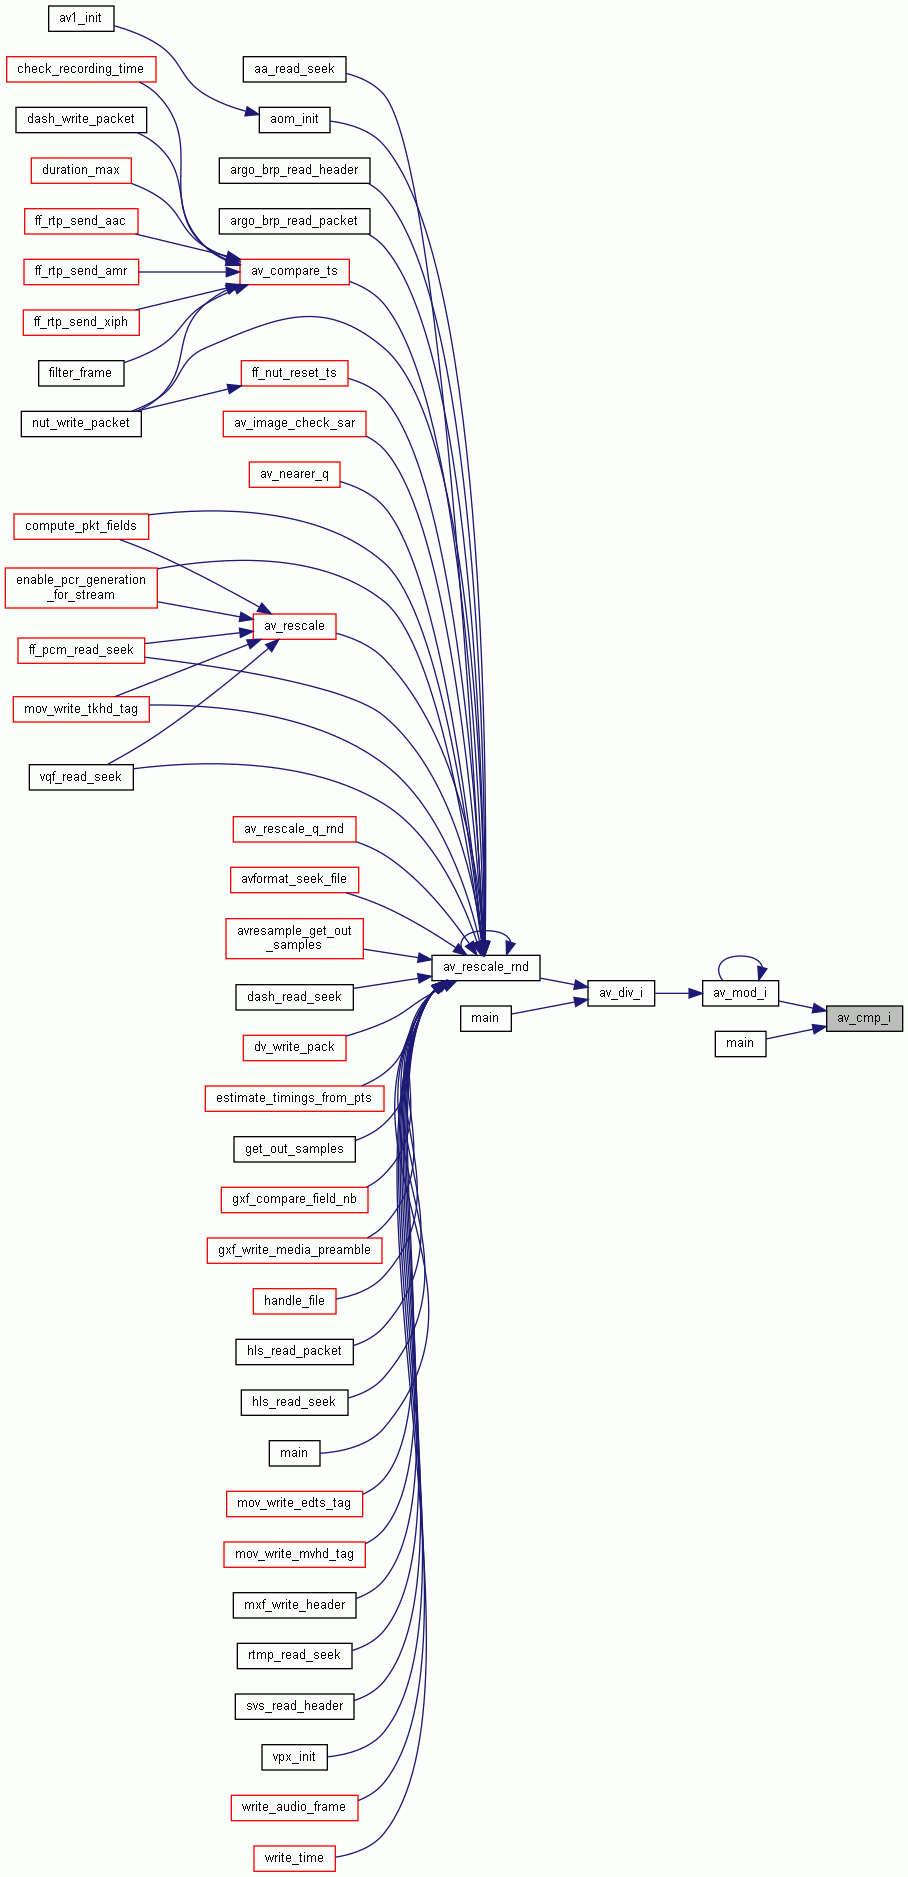 av1_init
check_recording_time
dash_write_packet
duration_max
ff_rtp_send_aac
ff_rtp_send_amr
ff_rtp_send_xiph
filter_frame
nut_write_packet
compute_pkt_fields
enable_pcr_generation
_for_stream
ff_pcm_read_seek
mov_write_tkhd_tag
vqf_read_seek
aa_read_seek
aom_init
argo_brp_read_header
argo_brp_read_packet
av_compare_ts
ff_nut_reset_ts
av_image_check_sar
av_nearer_q
av_rescale
av_rescale_q_rnd
avformat_seek_file
avresample_get_out
_samples
dash_read_seek
dv_write_pack
estimate_timings_from_pts
get_out_samples
gxf_compare_field_nb
gxf_write_media_preamble
handle_file
hls_read_packet
hls_read_seek
main
mov_write_edts_tag
mov_write_mvhd_tag
mxf_write_header
rtmp_read_seek
svs_read_header
vpx_init
write_audio_frame
write_time
av_rescale_rnd
main
av_div_i
av_mod_i
main
av_cmp_i